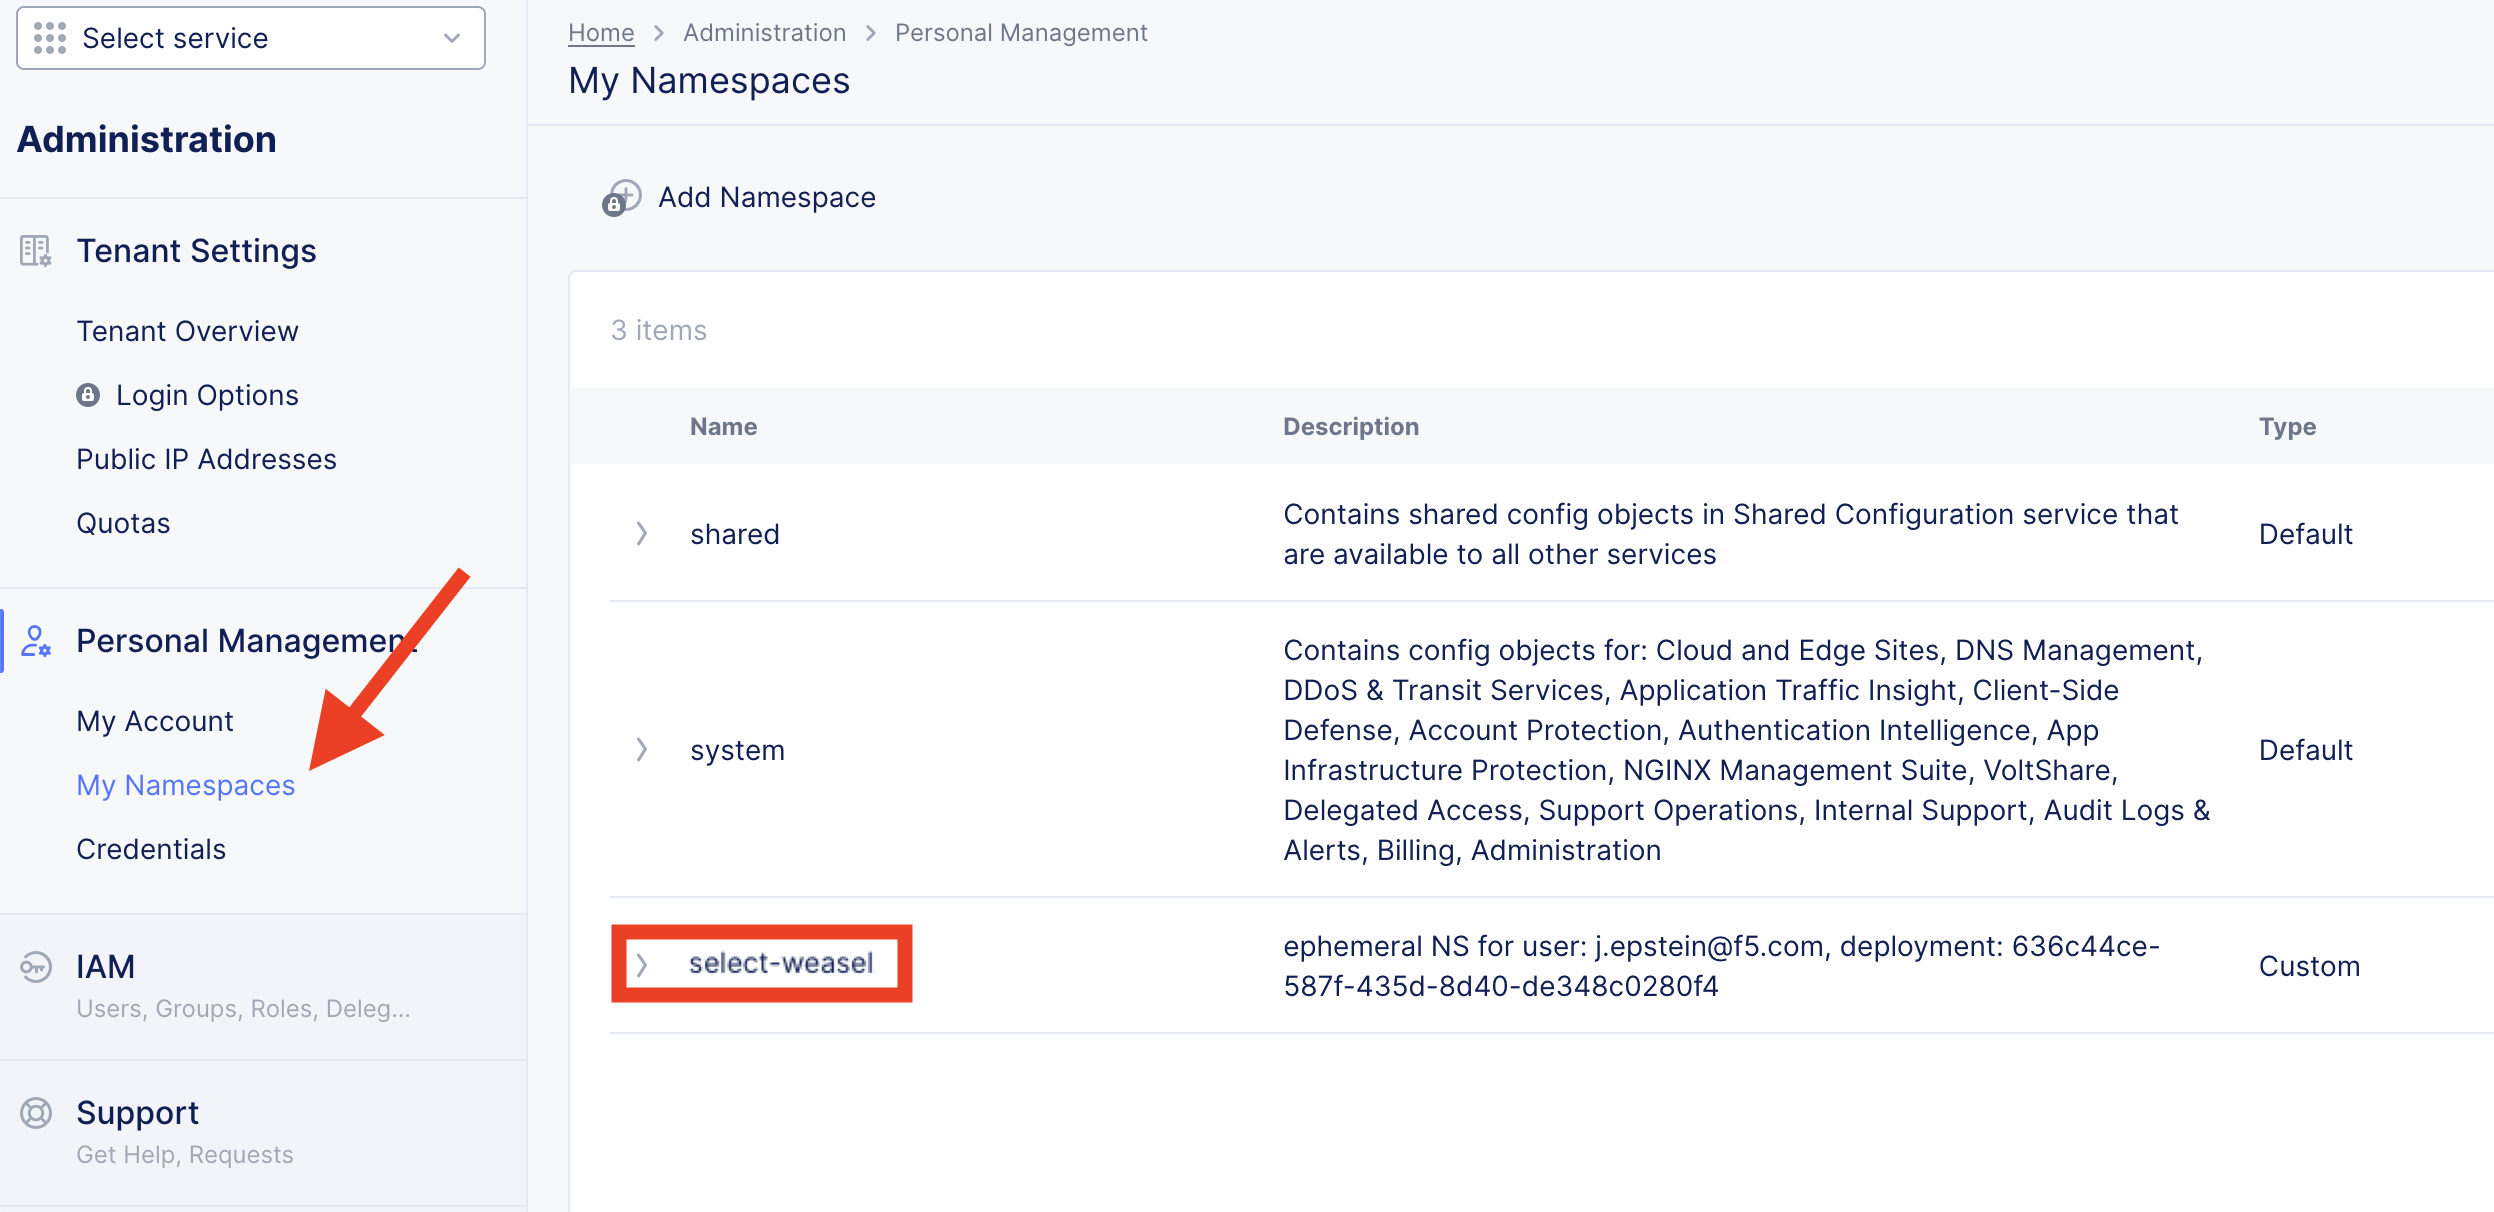 Select service
Administration
Tenant Settings
Tenant Overview
Login Options
Public IP Addresses
Quotas
Personal Management
My Account
My Namespaces
Credentials
IAM
Users, Groups, Roles, Deleg...
Support
Get Help, Requests
Home > Administration > Personal Management
My Namespaces
Add Namespace
3 items
Name Description Type
shared
Contains shared config objects in Shared Configuration service that
are available to all other services
Default
system
Contains config objects for: Cloud and Edge Sites, DNS Management,
DDoS & Transit Services, Application Traffic Insight, Client-Side
Defense, Account Protection, Authentication Intelligence, App
Infrastructure Protection, NGINX Management Suite, VoltShare,
Delegated Access, Support Operations, Internal Support, Audit Logs &
Alerts, Billing, Administration
Default
select-weasel
ephemeral NS for user: j.epstein@f5.com, deployment: 636c44ce-
587f-435d-8d40-de348c0280f4
Custom